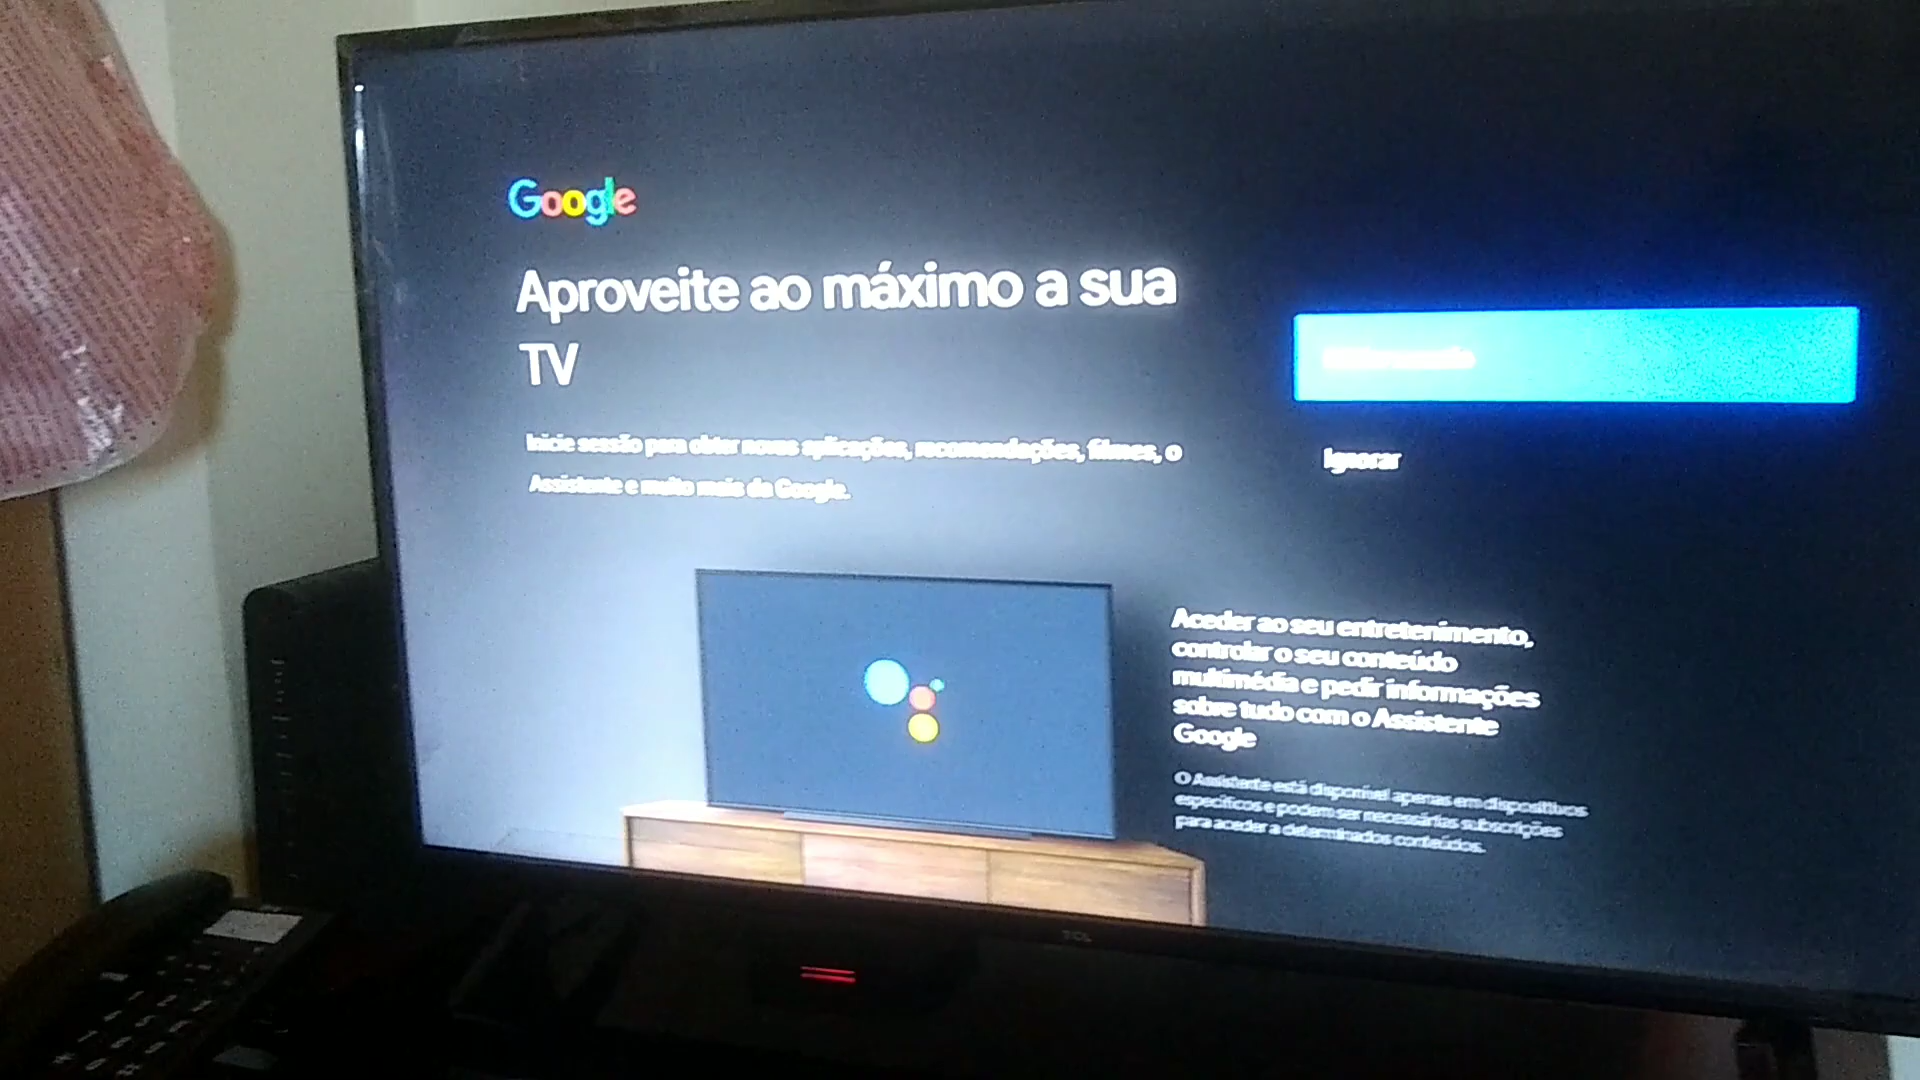 Google
Aproveite ao máximo a sua
TV
Inicie sessão para obter novas aplicações, recomendações, filmes, o
Assistente e muito mais da Google.
Ignorar
Aceder ao seu entretenimento,
controlar o seu conteúdo
multimédia e pedir informações
sobre tudo com o Assistente
Google
O Assistente está disponível apenas em dispositivos
específicos e podem ser necessárias subscrições
para aceder a determinados conteúdos.
TCL